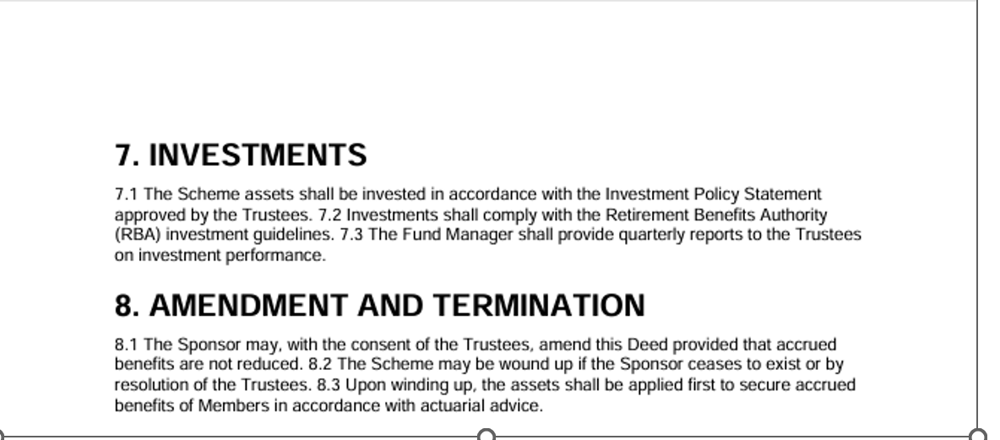 7. INVESTMENTS
7.1 The Scheme assets shall be invested in accordance with the Investment Policy Statement
approved by the Trustees. 7.2 Investments shall comply with the Retirement Benefits Authority
(RBA) investment guidelines. 7.3 The Fund Manager shall provide quarterly reports to the Trustees
on investment performance.
8. AMENDMENT AND TERMINATION
8.1 The Sponsor may, with the consent of the Trustees, amend this Deed provided that accrued
benefits are not reduced. 8.2 The Scheme may be wound up if the Sponsor ceases to exist or by
resolution of the Trustees. 8.3 Upon winding up, the assets shall be applied first to secure accrued
benefits of Members in accordance with actuarial advice.